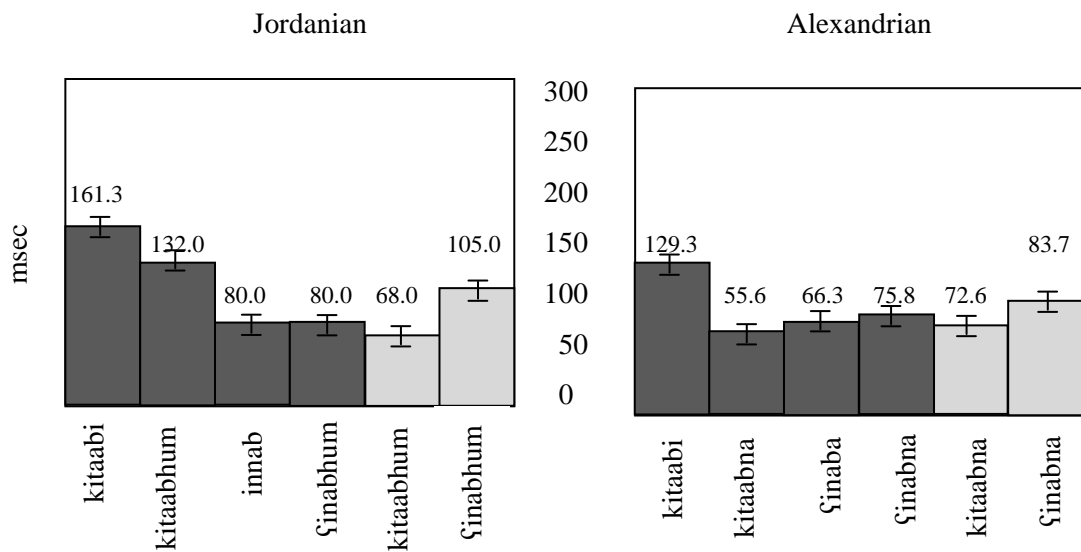 Jordanian
Alexandrian
msec
161.3
132.0
80.0
80.0
68.0
105.0
300
250
200
150
100
50
0
129.3
55.6
66.3
75.8
72.6
83.7
kitaabi
kitaabhum
innab
ʕinabhum
kitaabhum
ʕinabhum
kitaabi
kitaabna
ʕinaba
ʕinabna
kitaabna
ʕinabna